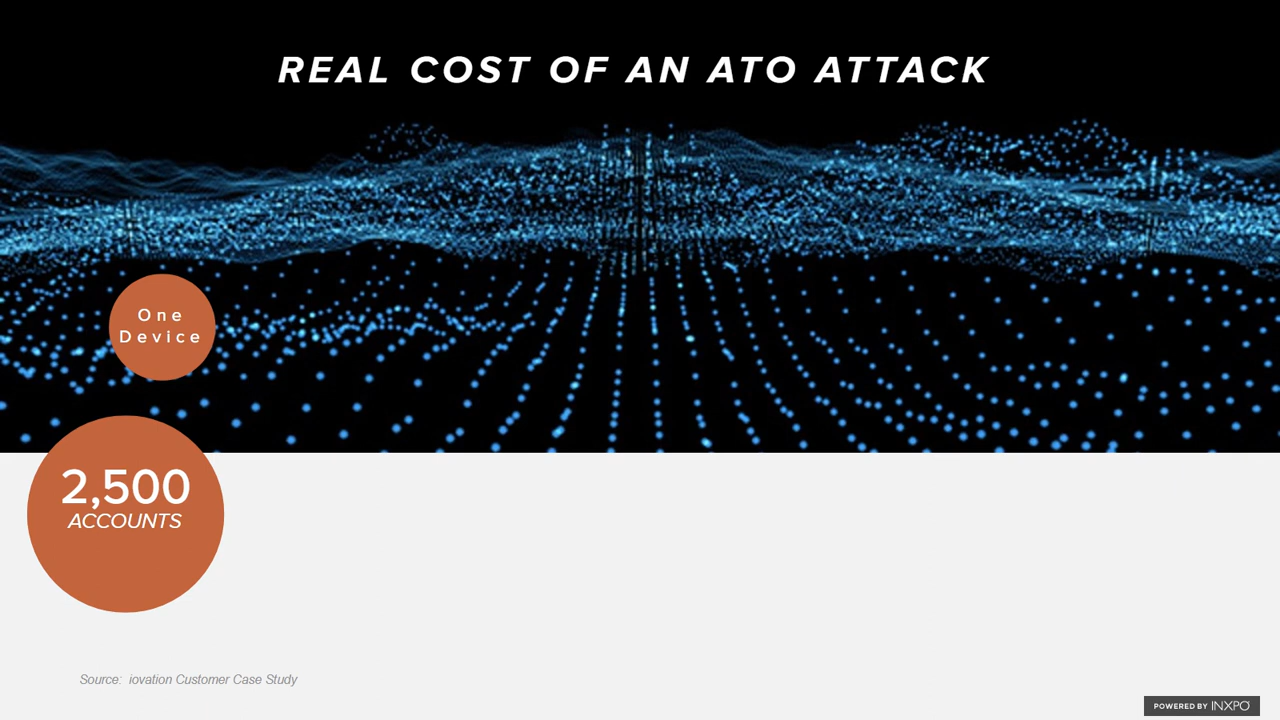 REAL COST OF AN ATO ATTACK
One
Device
2,500
ACCOUNTS
Source: iovation Customer Case Study
POWERED BY INXPO